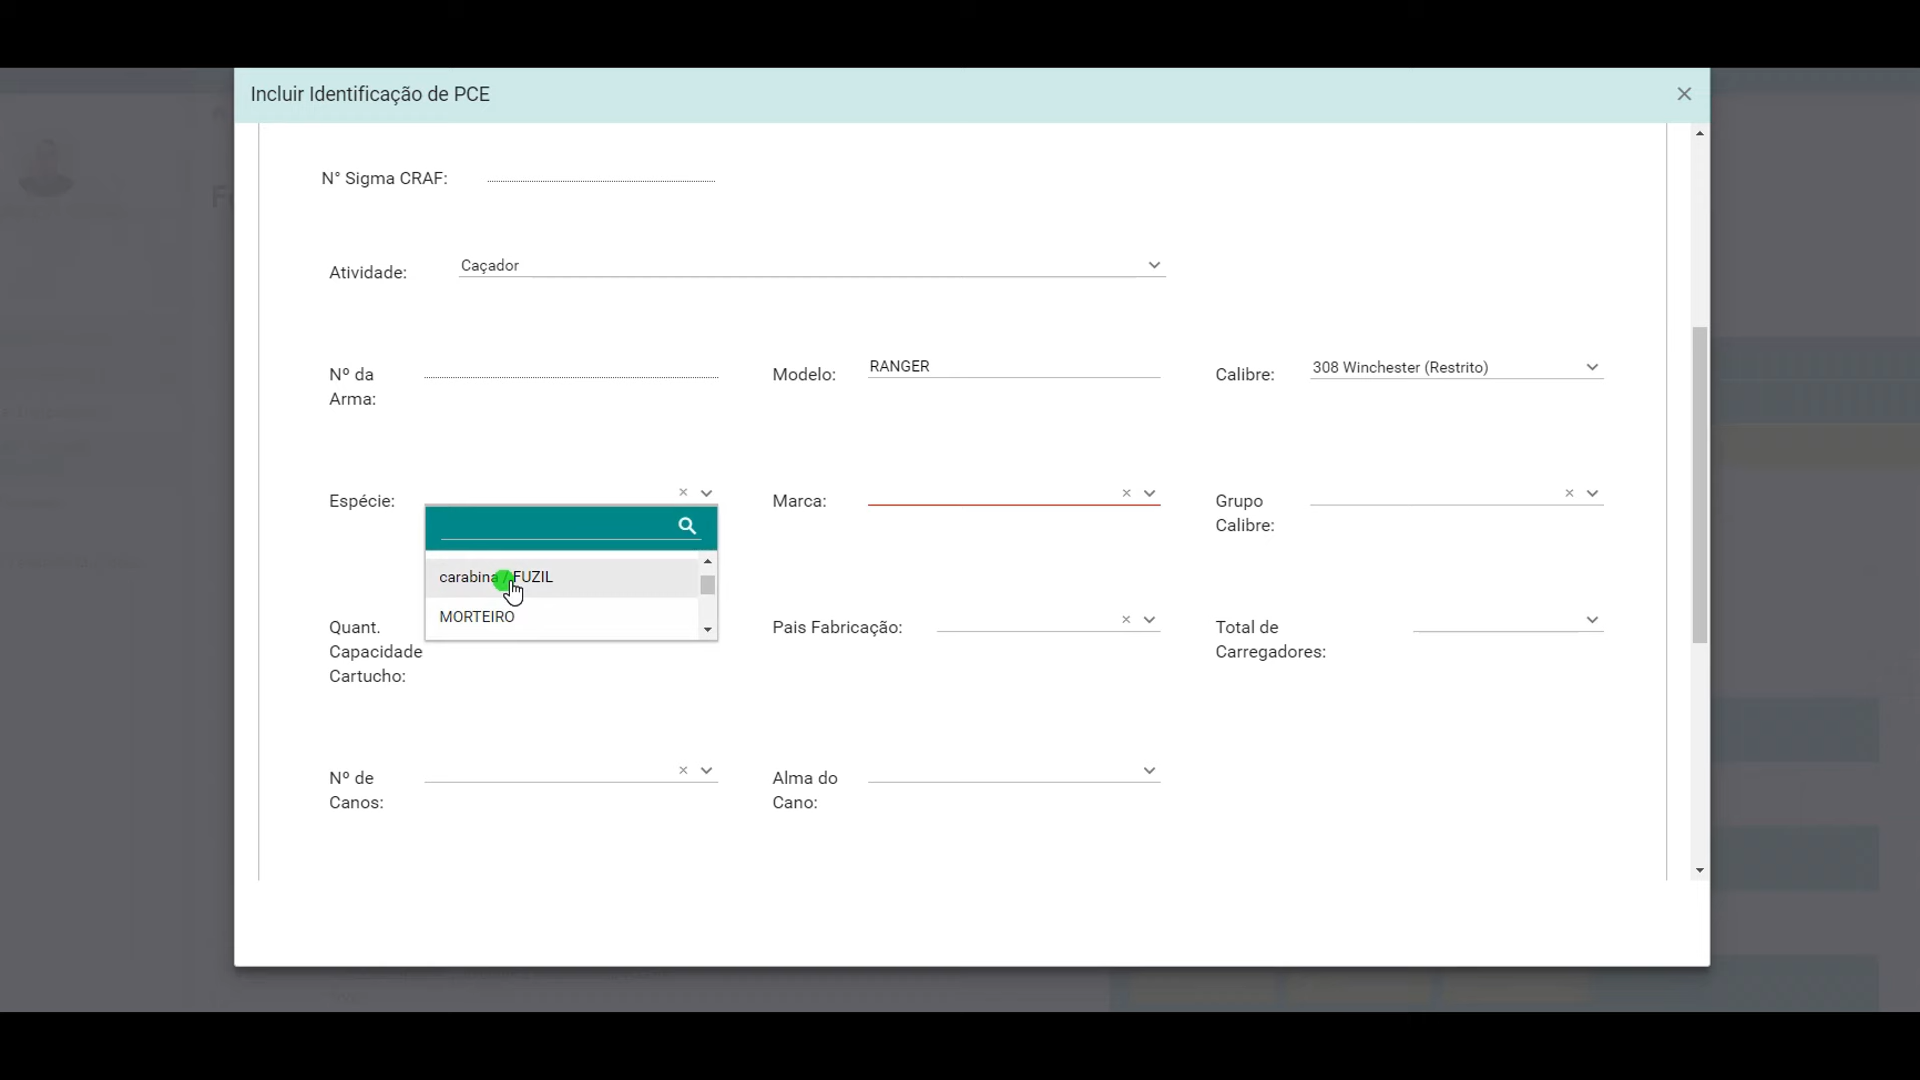 Incluir Identificação de PCE
N° Sigma CRAF:
Atividade: Caçador
Nº da Arma:
Modelo: RANGER
Calibre: 308 Winchester (Restrito)
Espécie:
carabina / FUZIL
MORTEIRO
Marca:
Grupo
Calibre:
Quant.
Capacidade
Cartucho:
Pais Fabricação:
Total de
Carregadores:
Nº de
Canos:
Alma do
Cano: